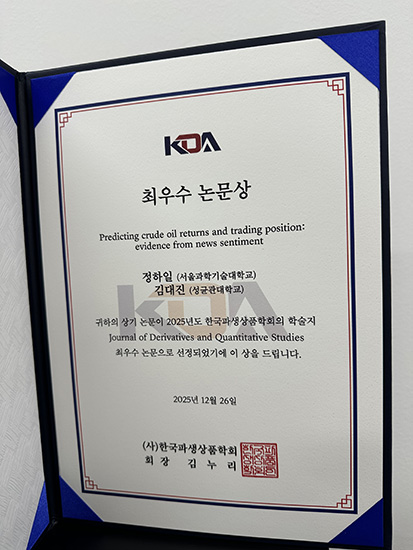 KDA
최우수 논문상
Predicting crude oil returns and trading position:
evidence from news sentiment
정하일 (서울과학기술대학교)
김대진 (성균관대학교)
귀하의 상기 논문이 2025년도 한국파생상품학회의 학술지
Journal of Derivatives and Quantitative Studies
최우수 논문으로 선정되었기에 이 상을 드립니다.
2025년 12월 26일
(사)한국파생상품학회
회장 김누리